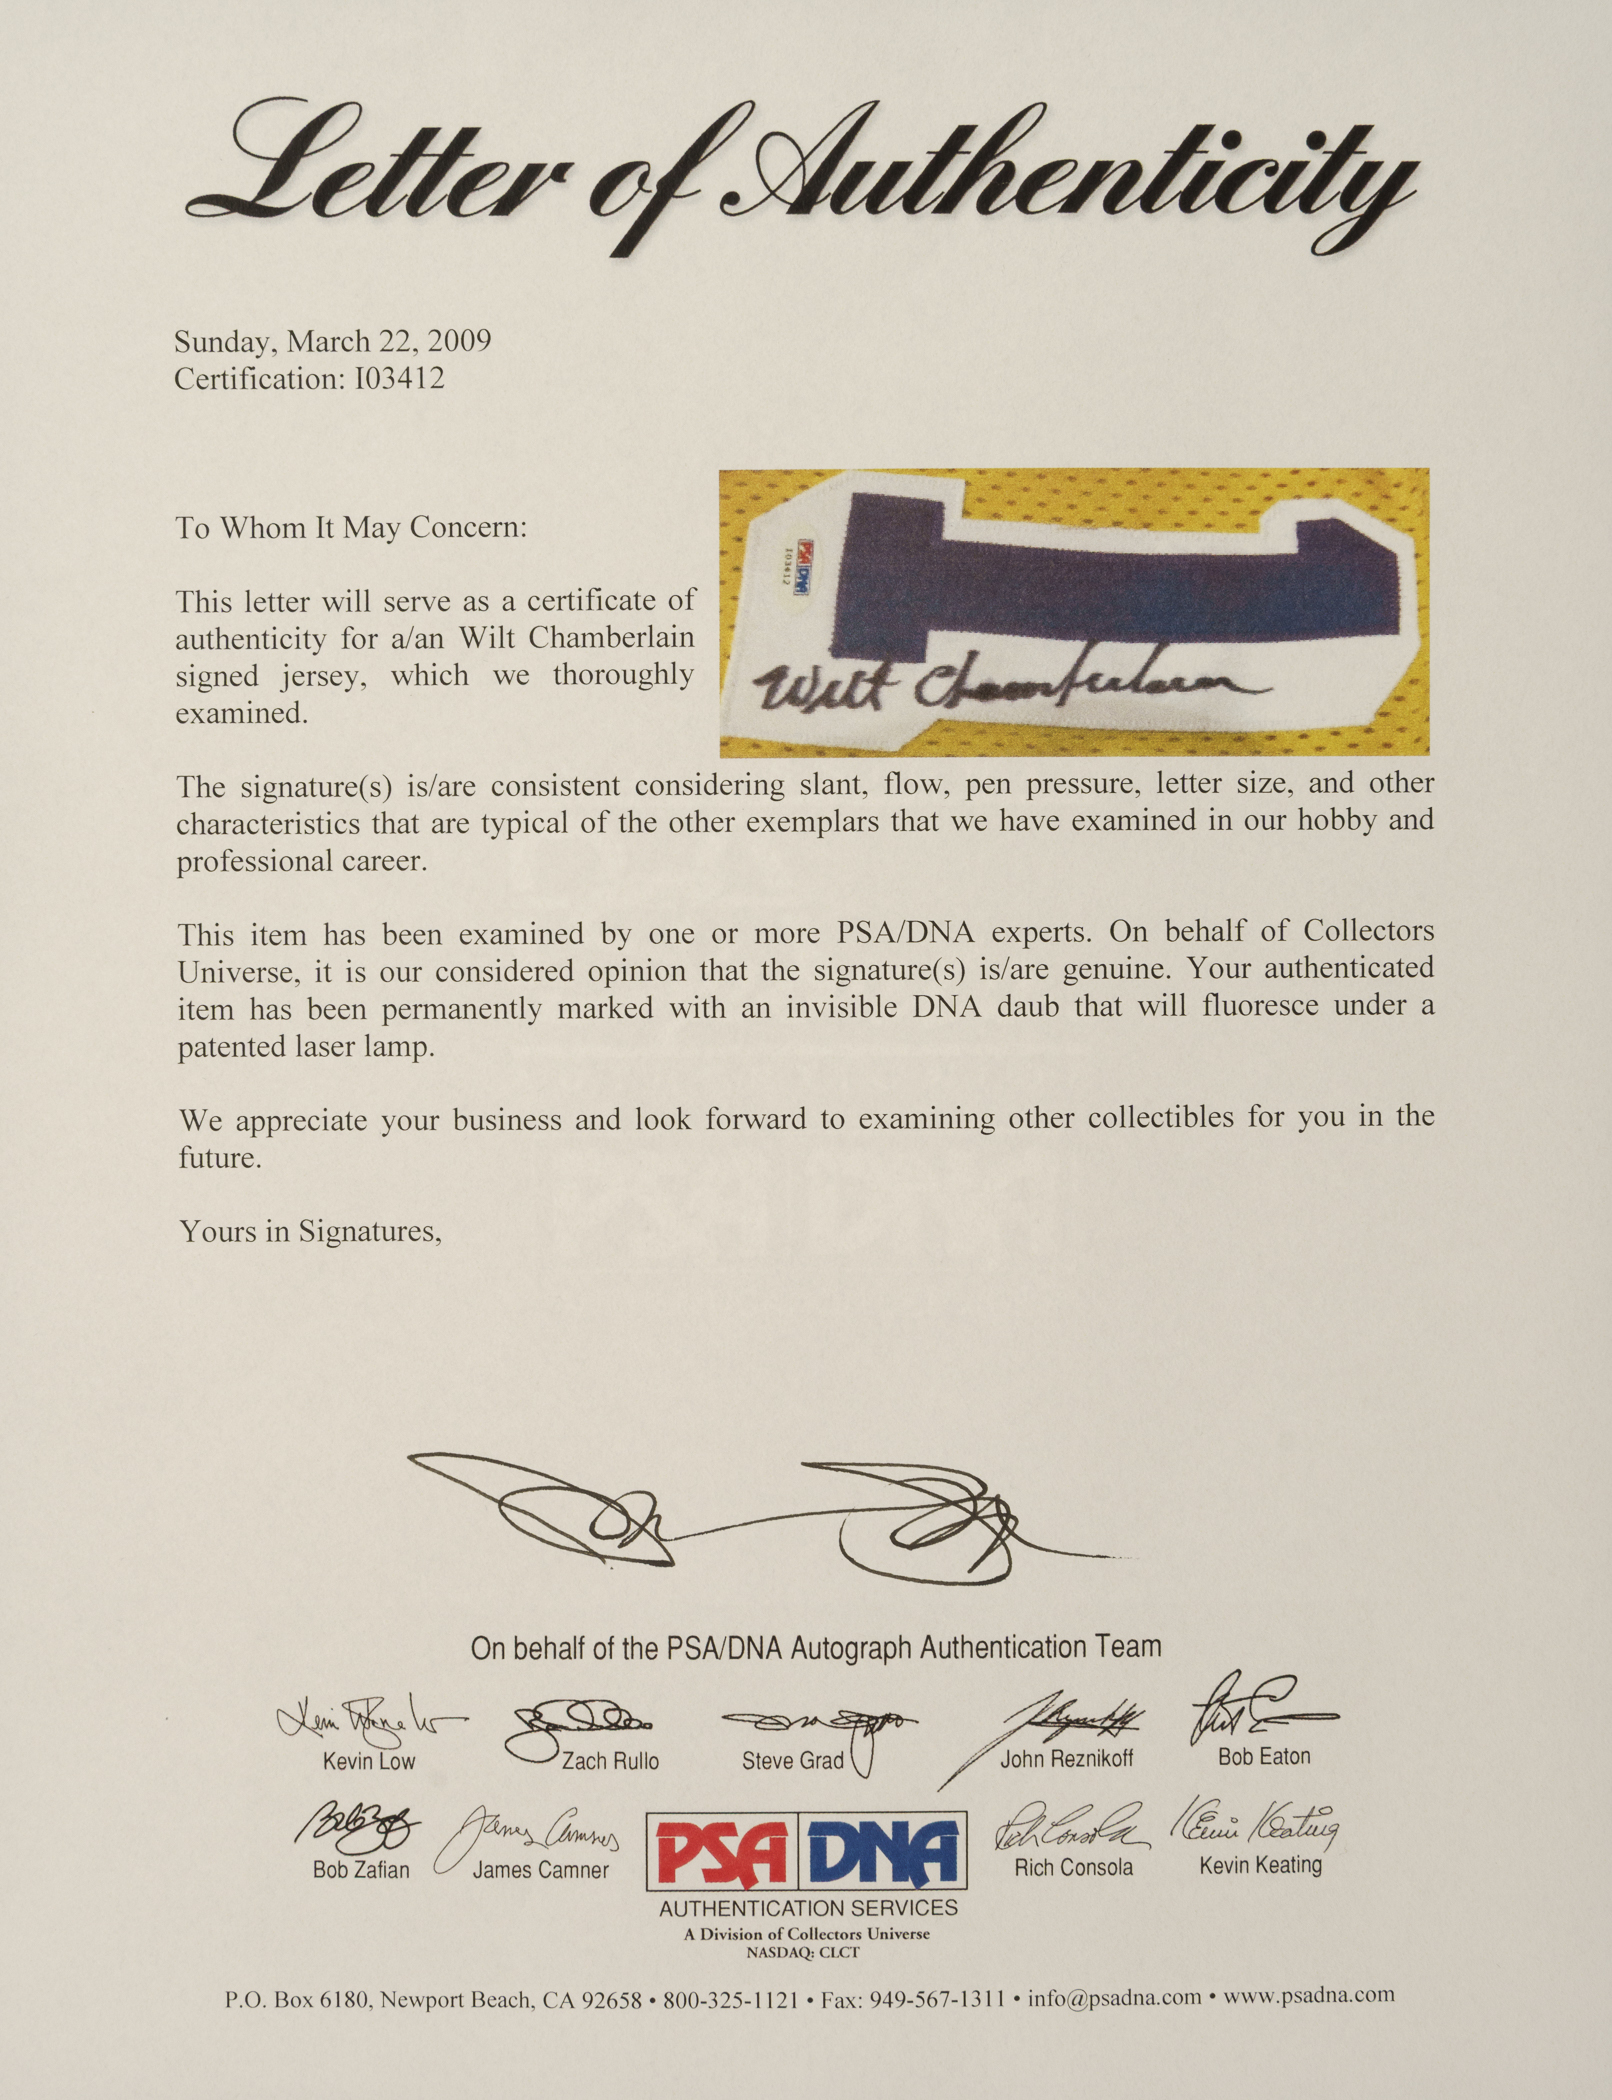 Letter of Authenticity
Sunday, March 22, 2009
Certification: I03412
To Whom It May Concern:
This letter will serve as a certificate of
authenticity for a/an Wilt Chamberlain
signed jersey, which we thoroughly
examined.
PSA DNA
I03412
Wilt Chamberlain
The signature(s) is/are consistent considering slant, flow, pen pressure, letter size, and other
characteristics that are typical of the other exemplars that we have examined in our hobby and
professional career.
This item has been examined by one or more PSA/DNA experts. On behalf of Collectors
Universe, it is our considered opinion that the signature(s) is/are genuine. Your authenticated
item has been permanently marked with an invisible DNA daub that will fluoresce under a
patented laser lamp.
We appreciate your business and look forward to examining other collectibles for you in the
future.
Yours in Signatures,
On behalf of the PSA/DNA Autograph Authentication Team
Kevin Low Zach Rullo Steve Grad John Reznikoff Bob Eaton
James Camner Kevin Keating
Bob Zafian James Camner Rich Consola Kevin Keating
PSA DNA
AUTHENTICATION SERVICES
A Division of Collectors Universe
NASDAQ: CLCT
P.O. Box 6180, Newport Beach, CA 92658 • 800-325-1121 • Fax: 949-567-1311 • info@psadna.com • www.psadna.com